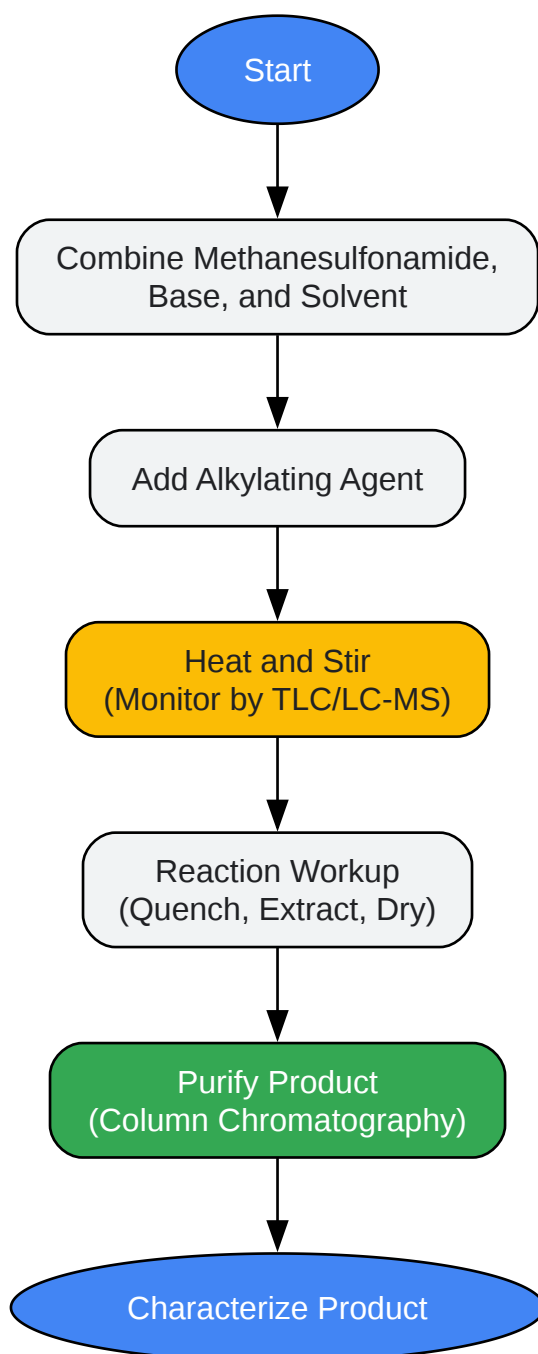 Start
Combine Methanesulfonamide,
Base, and Solvent
Add Alkylating Agent
Heat and Stir
(Monitor by TLC/LC-MS)
Reaction Workup
(Quench, Extract, Dry)
Purify Product
(Column Chromatography)
Characterize Product